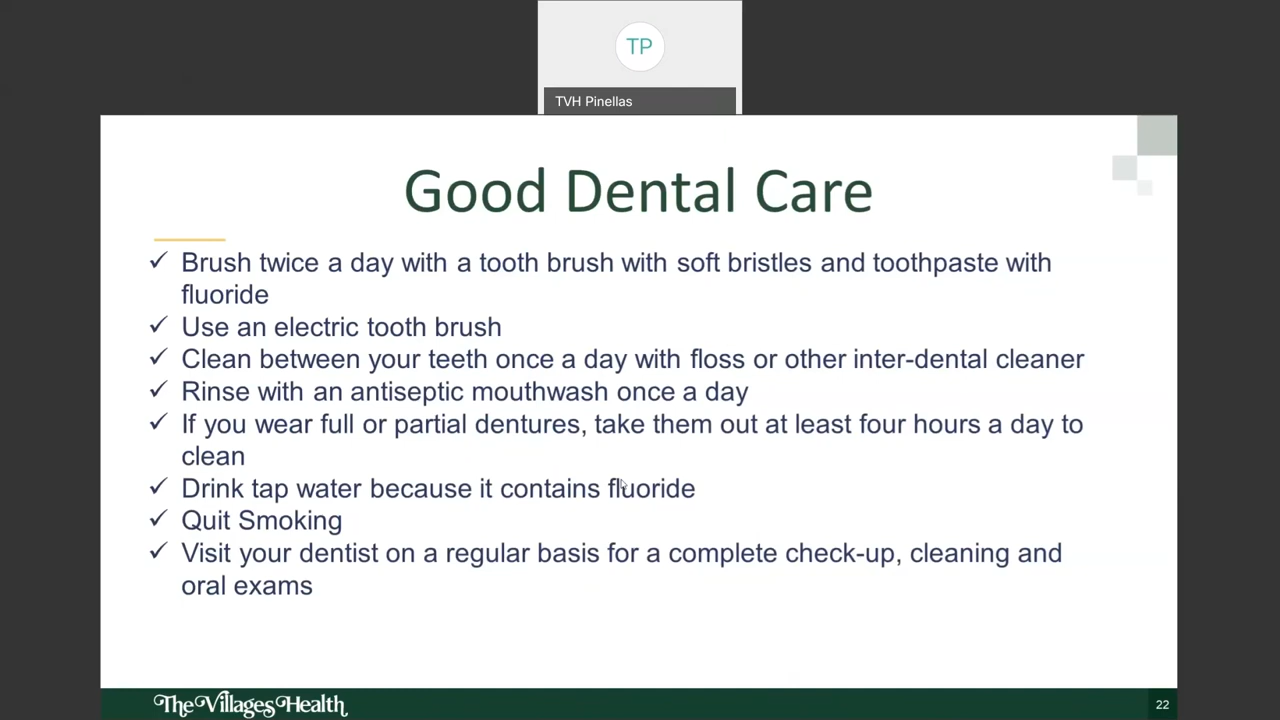 TP
TVH Pinellas
Good Dental Care
✓ Brush twice a day with a tooth brush with soft bristles and toothpaste with
fluoride
✓ Use an electric tooth brush
✓ Clean between your teeth once a day with floss or other inter-dental cleaner
✓ Rinse with an antiseptic mouthwash once a day
✓ If you wear full or partial dentures, take them out at least four hours a day to
clean
✓ Drink tap water because it contains fluoride
✓ Quit Smoking
✓ Visit your dentist on a regular basis for a complete check-up, cleaning and
oral exams
The Villages Health
22